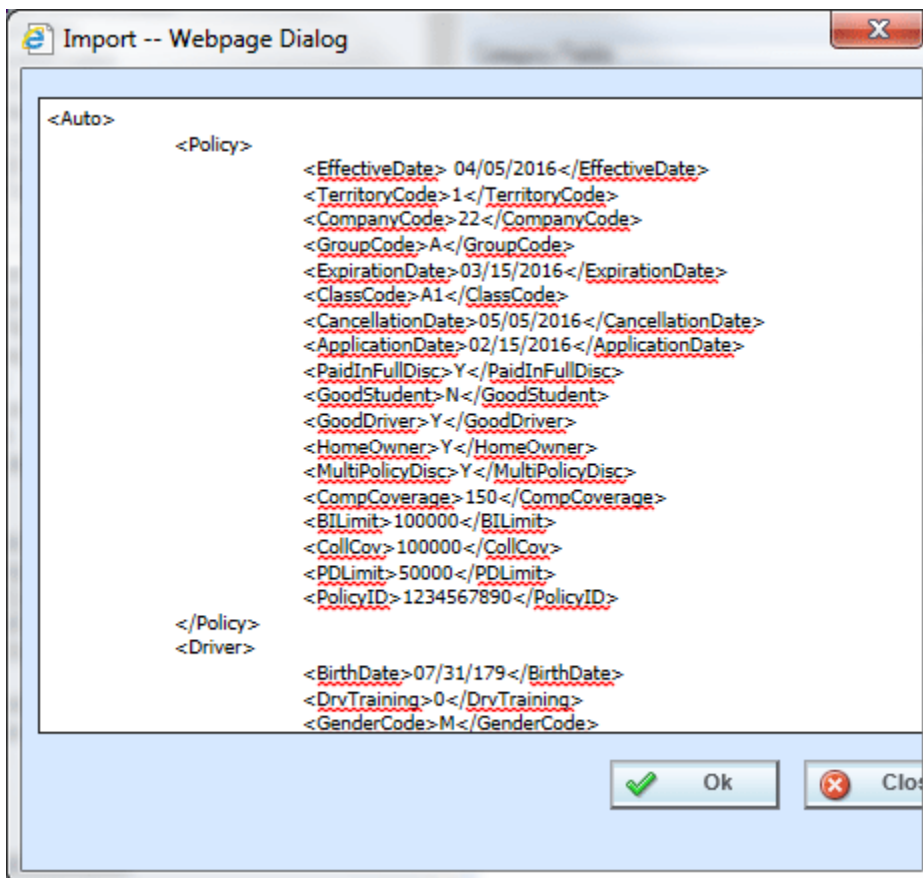 Import -- Webpage Dialog
<Auto>
<Policy>
<EffectiveDate> 04/05/2016</EffectiveDate>
<TerritoryCode>1</TerritoryCode>
<CompanyCode>22</CompanyCode>
<GroupCode>A</GroupCode>
<ExpirationDate>03/15/2016</ExpirationDate>
<ClassCode>A1</ClassCode>
<CancellationDate>05/05/2016</CancellationDate>
<ApplicationDate>02/15/2016</ApplicationDate>
<PaidInFullDisc>Y</PaidInFullDisc>
<GoodStudent>N</GoodStudent>
<GoodDriver>Y</GoodDriver>
<HomeOwner>Y</HomeOwner>
<MultiPolicyDisc>Y</MultiPolicyDisc>
<CompCoverage>150</CompCoverage>
<BILimit>100000</BILimit>
<CollCov>100000</CollCov>
<PDLimit>50000</PDLimit>
<PolicyID>1234567890</PolicyID>
</Policy>
<Driver>
<BirthDate>07/31/179</BirthDate>
<DrvTraining>0</DrvTraining>
<GenderCode>M</GenderCode>
Ok Clos